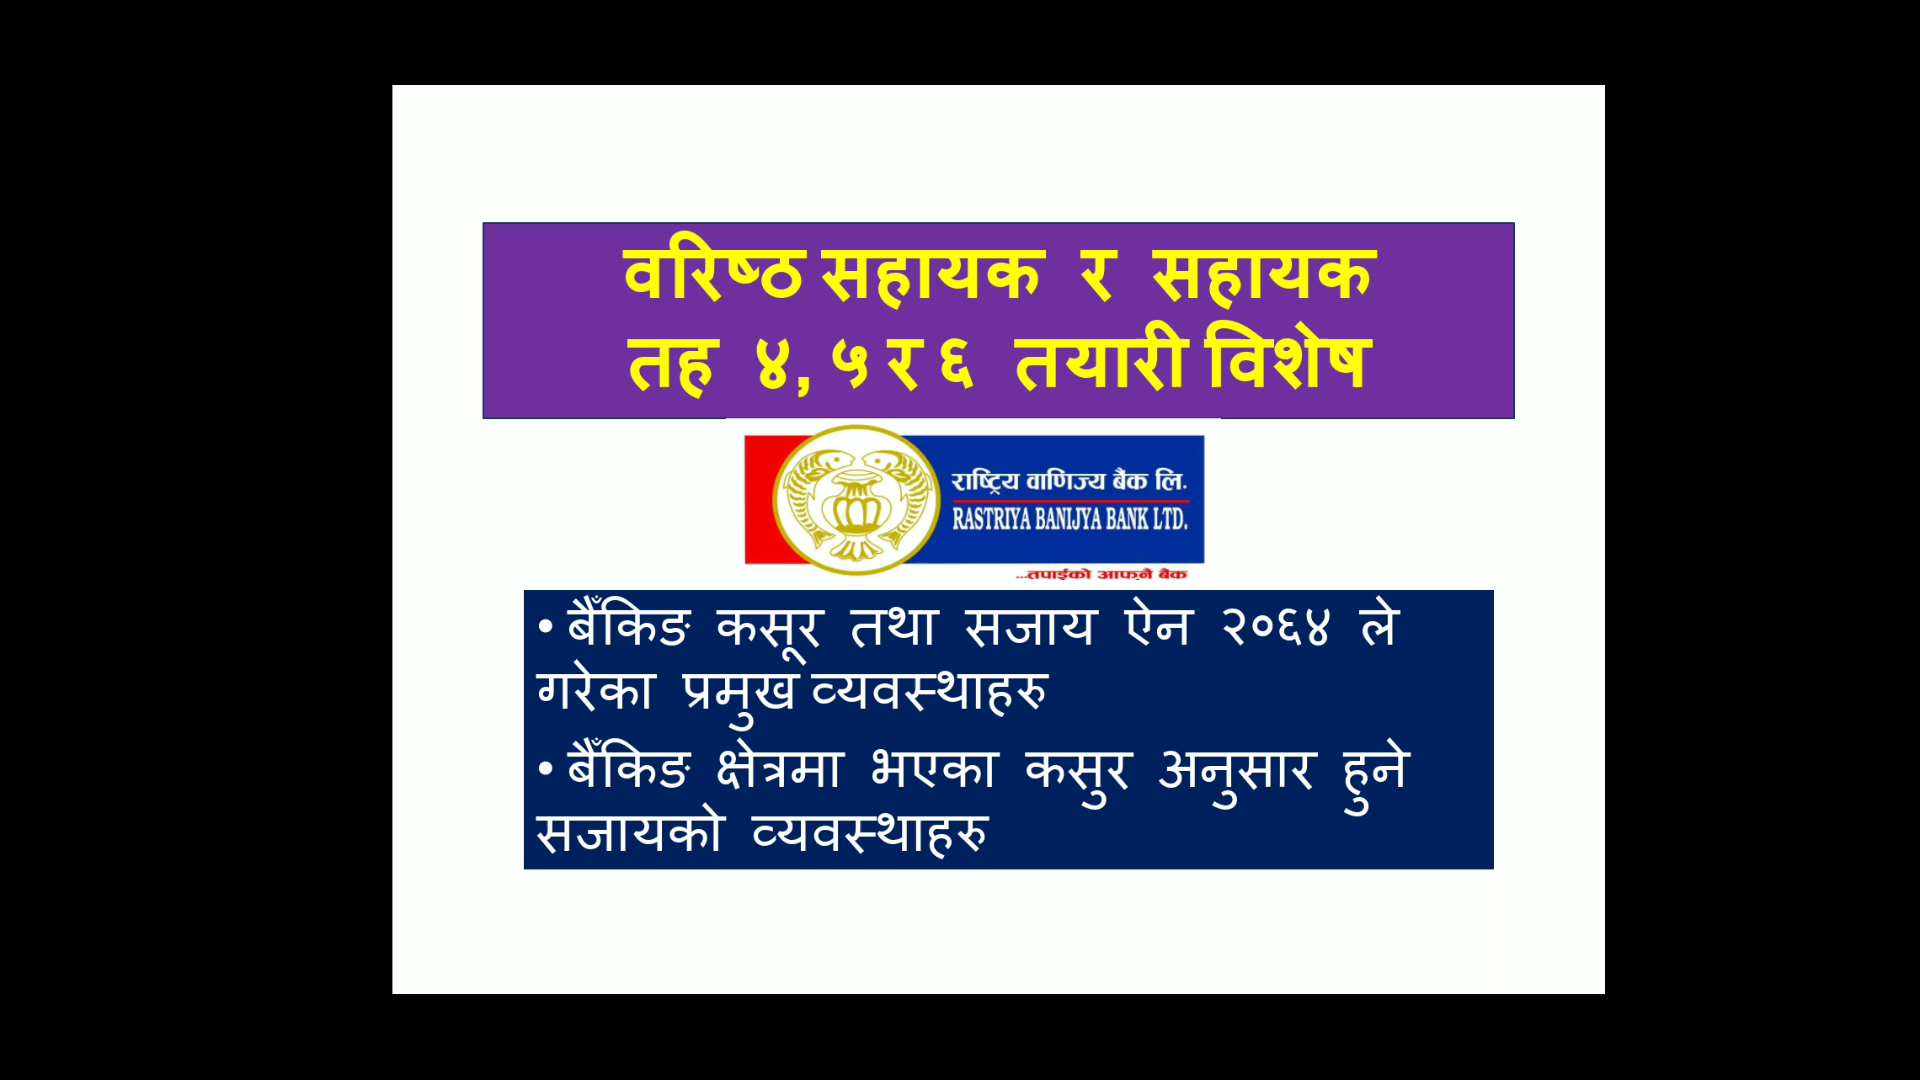 वरिष्ठ सहायक र सहायक
तह ४, ५ र ६ तयारी विशेष
राष्ट्रिय वाणिज्य बैंक लि.
RASTRIYA BANIJYA BANK LTD.
...तपाईंको आफ्नै बैंक
• बैँकिङ कसूर तथा सजाय ऐन २०६४ ले
गरेका प्रमुख व्यवस्थाहरु
• बैँकिङ क्षेत्रमा भएका कसुर अनुसार हुने
सजायको व्यवस्थाहरु